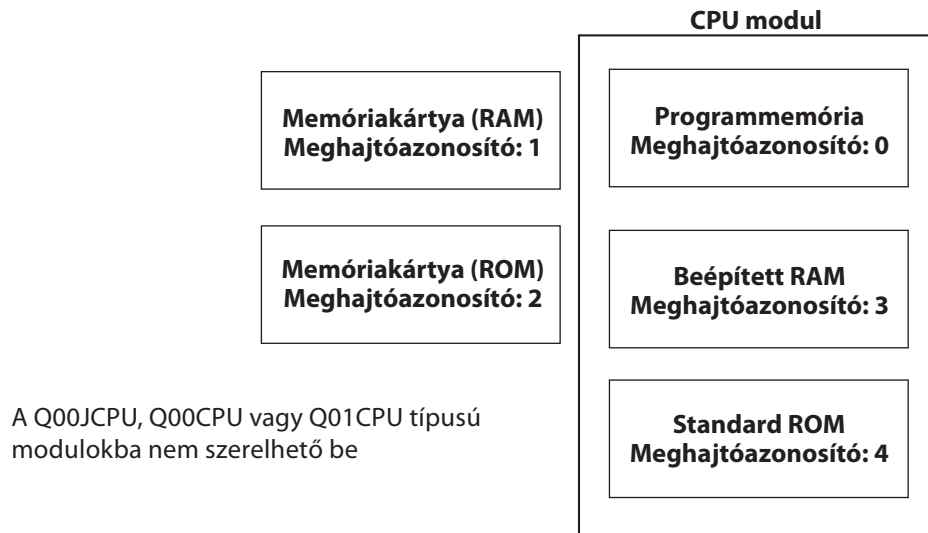 CPU modul
Memóriakártya (RAM)
Meghajtóazonosító: 1
Programmemória
Meghajtóazonosító: 0
Memóriakártya (ROM)
Meghajtóazonosító: 2
Beépített RAM
Meghajtóazonosító: 3
A Q00JCPU, Q00CPU vagy Q01CPU típusú
modulokba nem szerelhető be
Standard ROM
Meghajtóazonosító: 4